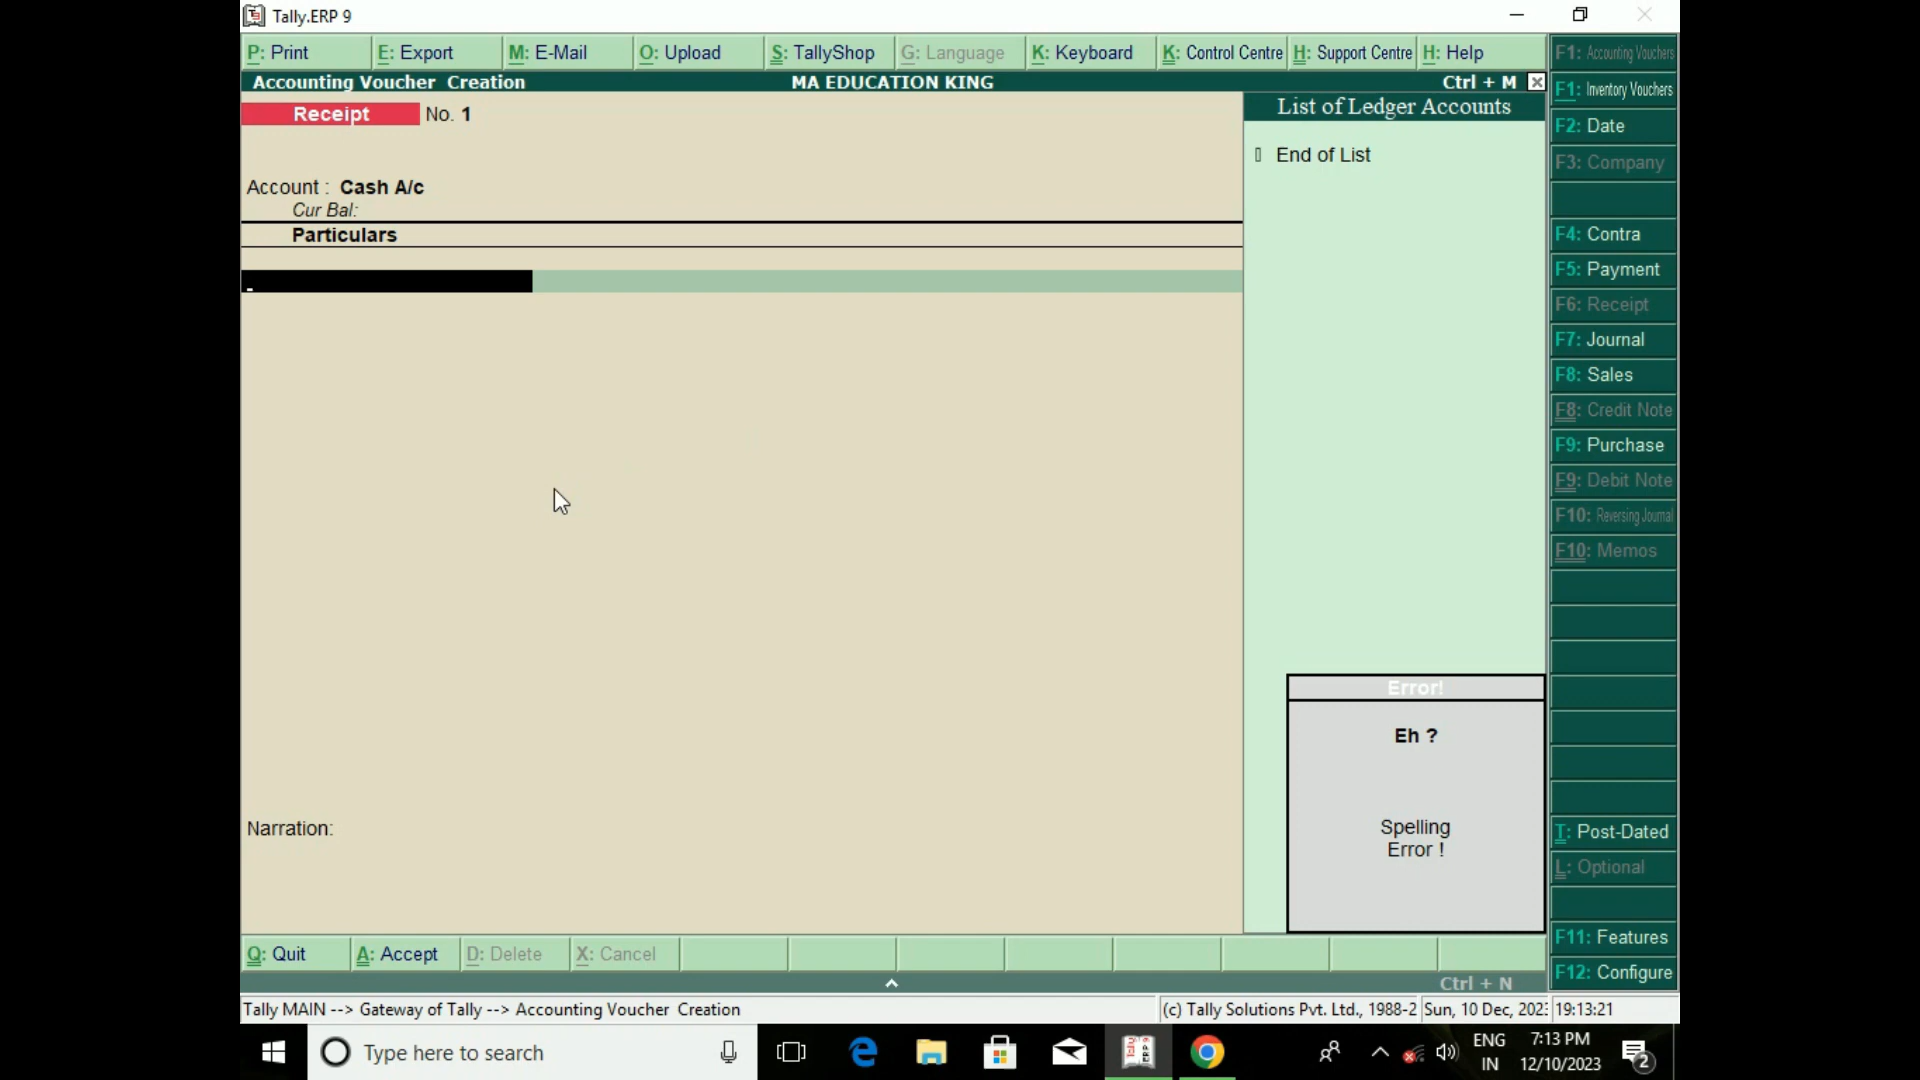 Tally.ERP 9
P: Print E: Export M: E-Mail O: Upload S: TallyShop G: Language K: Keyboard K: Control Centre H: Support Centre H: Help
Accounting Voucher Creation MA EDUCATION KING Ctrl + M
Receipt No. 1
Account : Cash A/c
Cur Bal:
Particulars
Narration:
List of Ledger Accounts
End of List
Error!
Eh ?
Spelling
Error !
F1: Accounting Vouchers
F1: Inventory Vouchers
F2: Date
F3: Company
F4: Contra
F5: Payment
F6: Receipt
F7: Journal
F8: Sales
F8: Credit Note
F9: Purchase
F9: Debit Note
F10: Reversing Journal
F10: Memos
T: Post-Dated
L: Optional
F11: Features
F12: Configure
Q: Quit A: Accept D: Delete X: Cancel
Ctrl + N
Tally MAIN --> Gateway of Tally --> Accounting Voucher Creation (c) Tally Solutions Pvt. Ltd., 1988-2 Sun, 10 Dec, 2023 19:13:21
Type here to search
ENG
IN
7:13 PM
12/10/2023
2